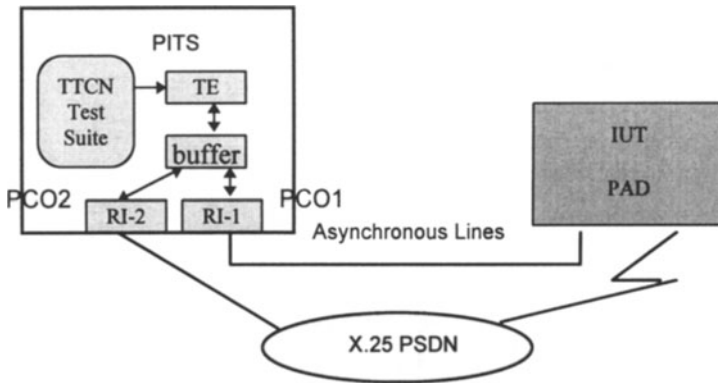 PITS
TTCN
Test
Suite
TE
buffer
PCO2
RI-2
RI-1
PCO1
IUT
PAD
Asynchronous Lines
X.25 PSDN